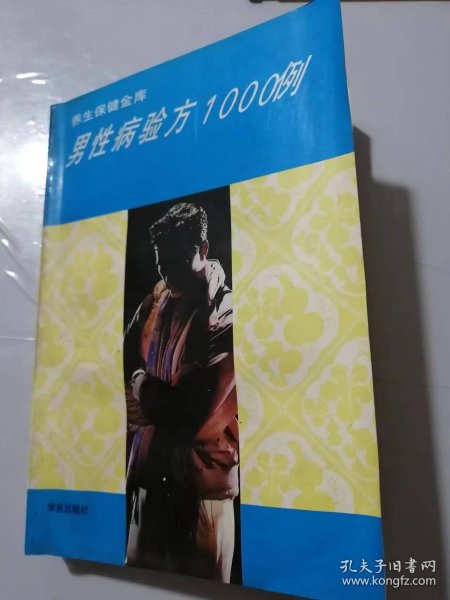 养生保健金库
男性病验方1000例
学苑出版社
孔夫子旧书网
www.kongfz.com